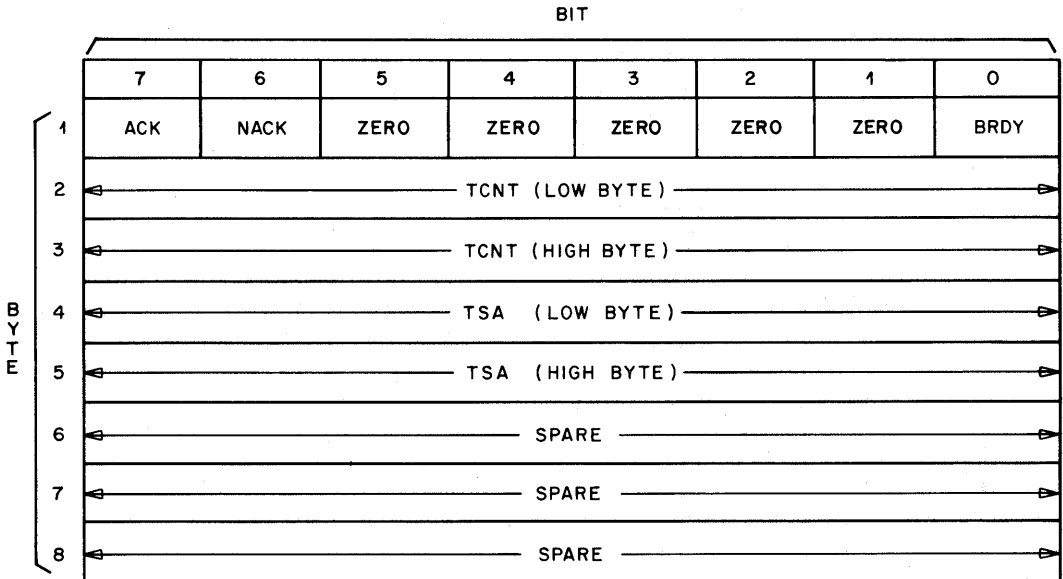 BIT
7 6 5 4 3 2 1 0
1 ACK NACK ZERO ZERO ZERO ZERO ZERO BRDY
2 TCNT (LOW BYTE)
3 TCNT (HIGH BYTE)
4 TSA (LOW BYTE)
5 TSA (HIGH BYTE)
6 SPARE
7 SPARE
8 SPARE
BYTE